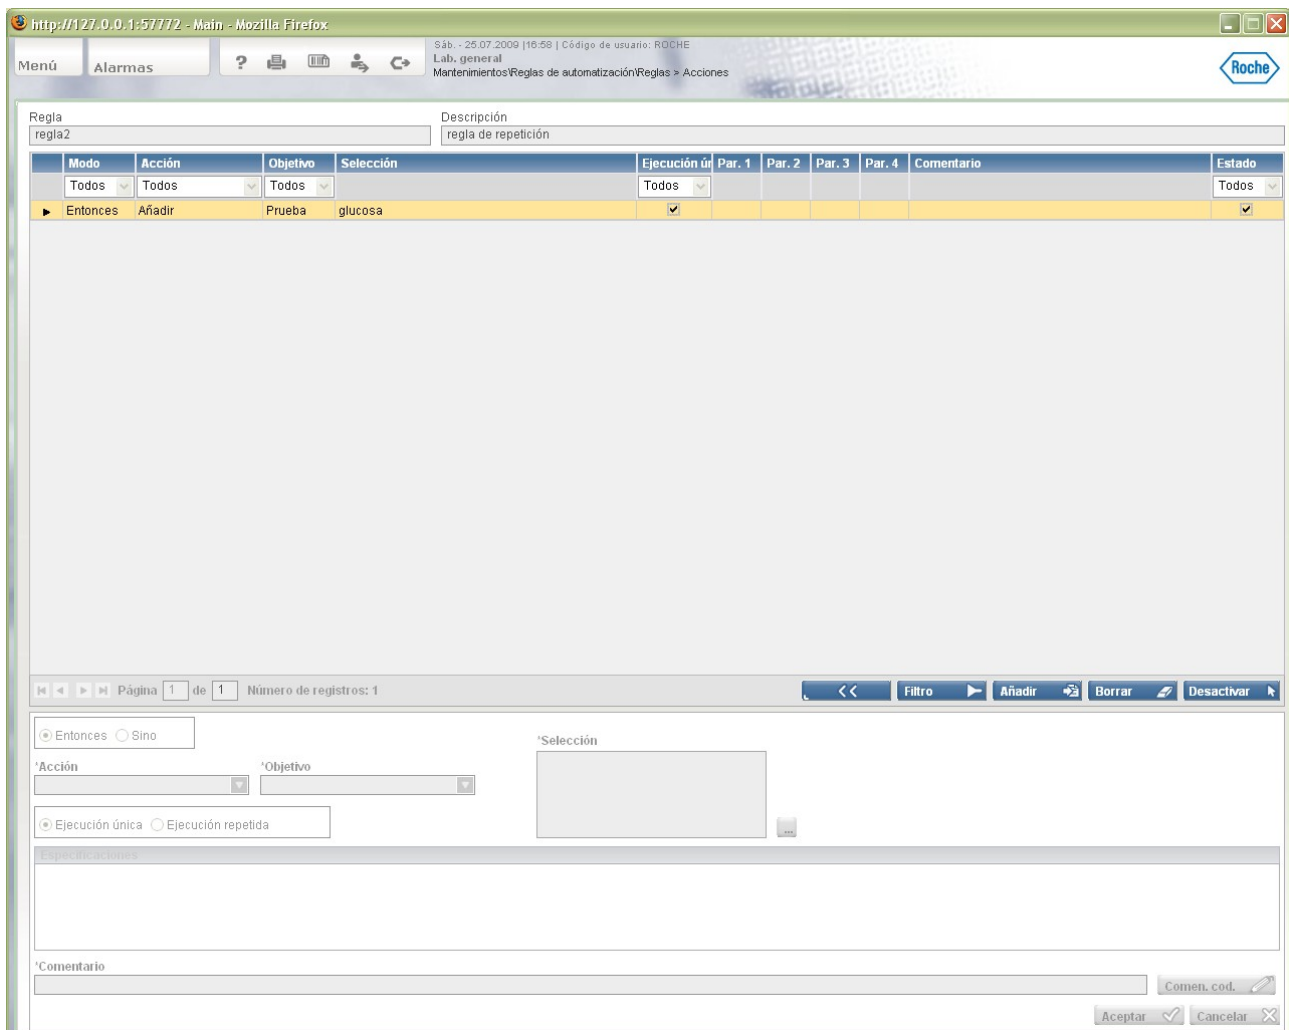 http://127.0.0.1:57772 - Main - Mozilla Firefox
Sáb. - 25.07.2009 |16:58 | Código de usuario: ROCHE
Menú Alarmas ? Lab. general
Mantenimientos\Reglas de automatización\Reglas > Acciones
Roche
Regla Descripción
regla2 regla de repetición
Modo Acción Objetivo Selección Ejecución úr Par. 1 Par. 2 Par. 3 Par. 4 Comentario Estado
Todos Todos Todos Todos Todos
Entonces Añadir Prueba glucosa
Página 1 de 1 Número de registros: 1 << Filtro Añadir Borrar Desactivar
Entonces Sino
*Selección
*Acción *Objetivo
Ejecución única Ejecución repetida
...
Especificaciones
*Comentario
Comen. cod.
Aceptar Cancelar